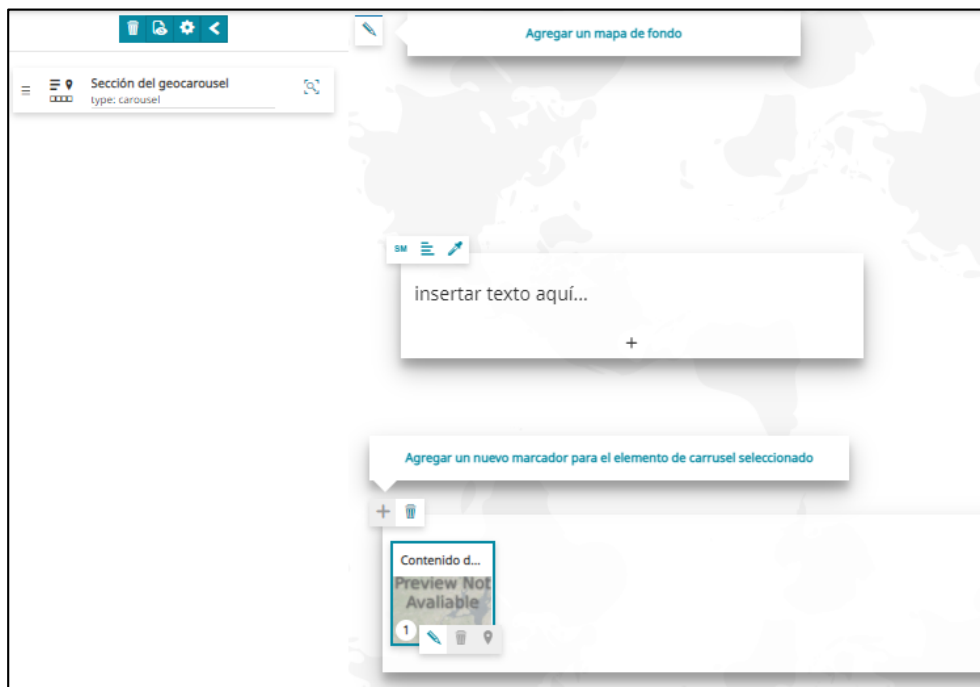 Agregar un mapa de fondo
Sección del geocarousel
type: carousel
SM
insertar texto aquí...
Agregar un nuevo marcador para el elemento de carrusel seleccionado
Contenido d...
Preview Not
Avaliable
1